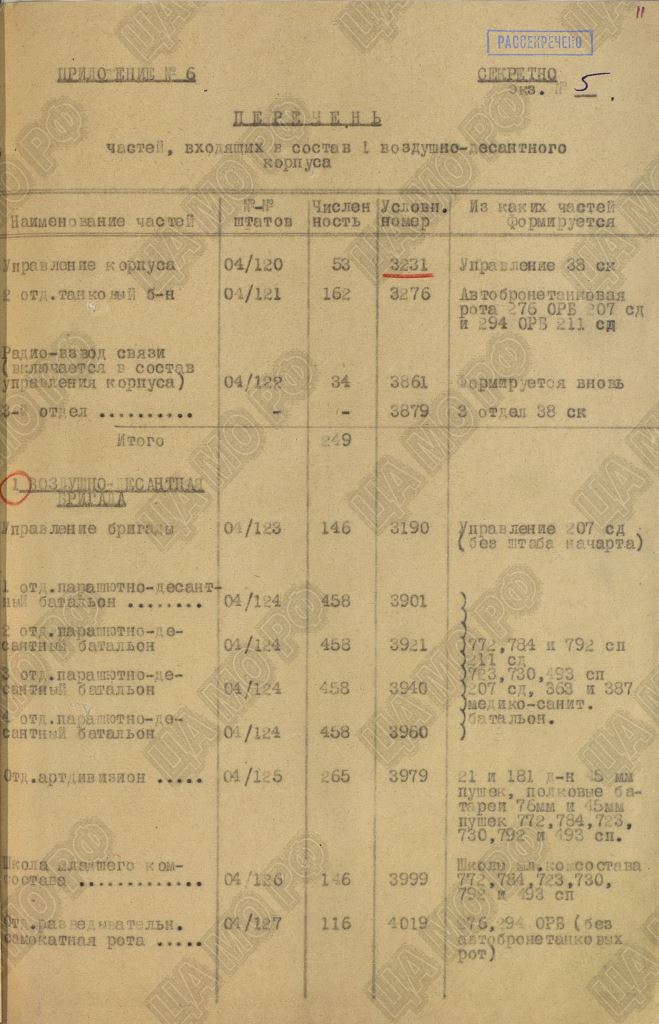 11
РАССЕКРЕЧЕНО
ПРИЛОЖЕНИЕ № 6
СЕКРЕТНО
экз. № 5
ПЕРЕЧЕНЬ
частей, входящих в состав 1 воздушно-десантного
корпуса
Наименование частей
№-№
штатов
Числен
ность
Условн.
номер
Из каких частей
формируется
Управление корпуса 04/120 53 3231 Управление 38 ск
2 отд.танковый б-н 04/121 162 3276 Автобронетанковая
рота 276 ОРБ 207 сд
и 294 ОРБ 211 сд
Радио-взвод связи
(включается в состав
управления корпуса) 04/122 34 3861 Формируется вновь
3-й отдел .......... - - 3879 3 отдел 38 ск
Итого 249
1 ВОЗДУШНО-ДЕСАНТНАЯ
БРИГАДА
Управление бригады 04/123 146 3190 Управление 207 сд
(без штаба начарта)
1 отд.парашютно-десант-
ный батальон ........ 04/124 458 3901
2 отд.парашютно-де-
сантный батальон 04/124 458 3921 772,784 и 792 сп
211 сд
3 отд.парашютно-де- 723,730,493 сп
сантный батальон 04/124 458 3940 207 сд, 363 и 387
медико-санит.
4 отд.парашютно-де- батальон.
сантный батальон 04/124 458 3960
Отд.артдивизион ..... 04/125 265 3979 21 и 181 д-н 45 мм
пушек, полковые ба-
тареи 76мм и 45мм
пушек 772,784,723,
730,792 и 493 сп.
Школа младшего ком-
состава ............. 04/126 146 3999 Школы мл.комсостава
772,784,723,730,
792 и 493 сп
Отд.разведывательн.
самокатная рота ..... 04/127 116 4019 276,294 ОРБ (без
автобронетанковых
рот)
ЦА МО РФ